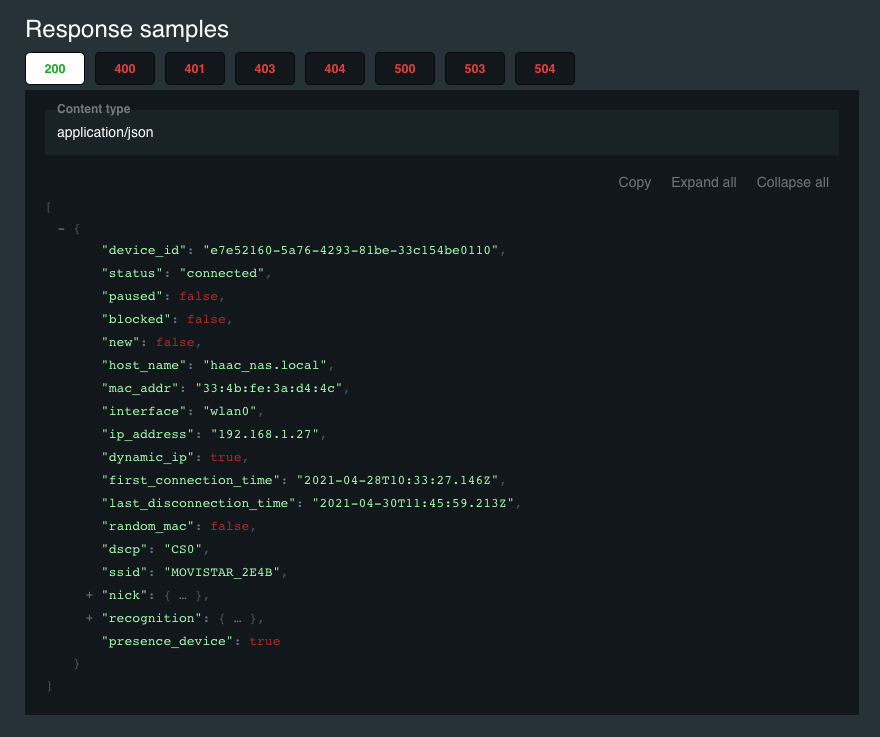 Response samples
200 400 401 403 404 500 503 504
Content type
application/json
Copy Expand all Collapse all
[
- {
"device_id": "e7e52160-5a76-4293-81be-33c154be0110",
"status": "connected",
"paused": false,
"blocked": false,
"new": false,
"host_name": "haac_nas.local",
"mac_addr": "33:4b:fe:3a:d4:4c",
"interface": "wlan0",
"ip_address": "192.168.1.27",
"dynamic_ip": true,
"first_connection_time": "2021-04-28T10:33:27.146Z",
"last_disconnection_time": "2021-04-30T11:45:59.213Z",
"random_mac": false,
"dscp": "CS0",
"ssid": "MOVISTAR_2E4B",
+ "nick": { … },
+ "recognition": { … },
"presence_device": true
}
]